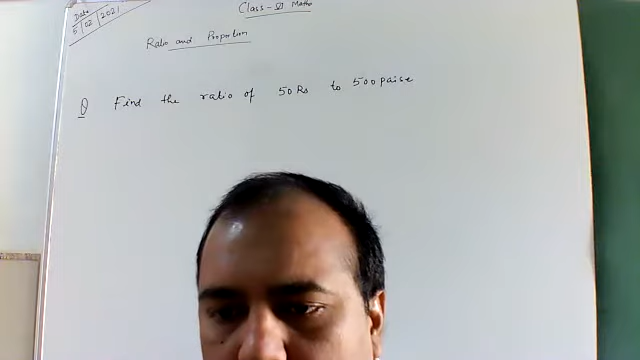 Date
5/02/2021
Class-VI Maths
Ratio and Proportion
Q Find the ratio of 50 Rs to 500 paise